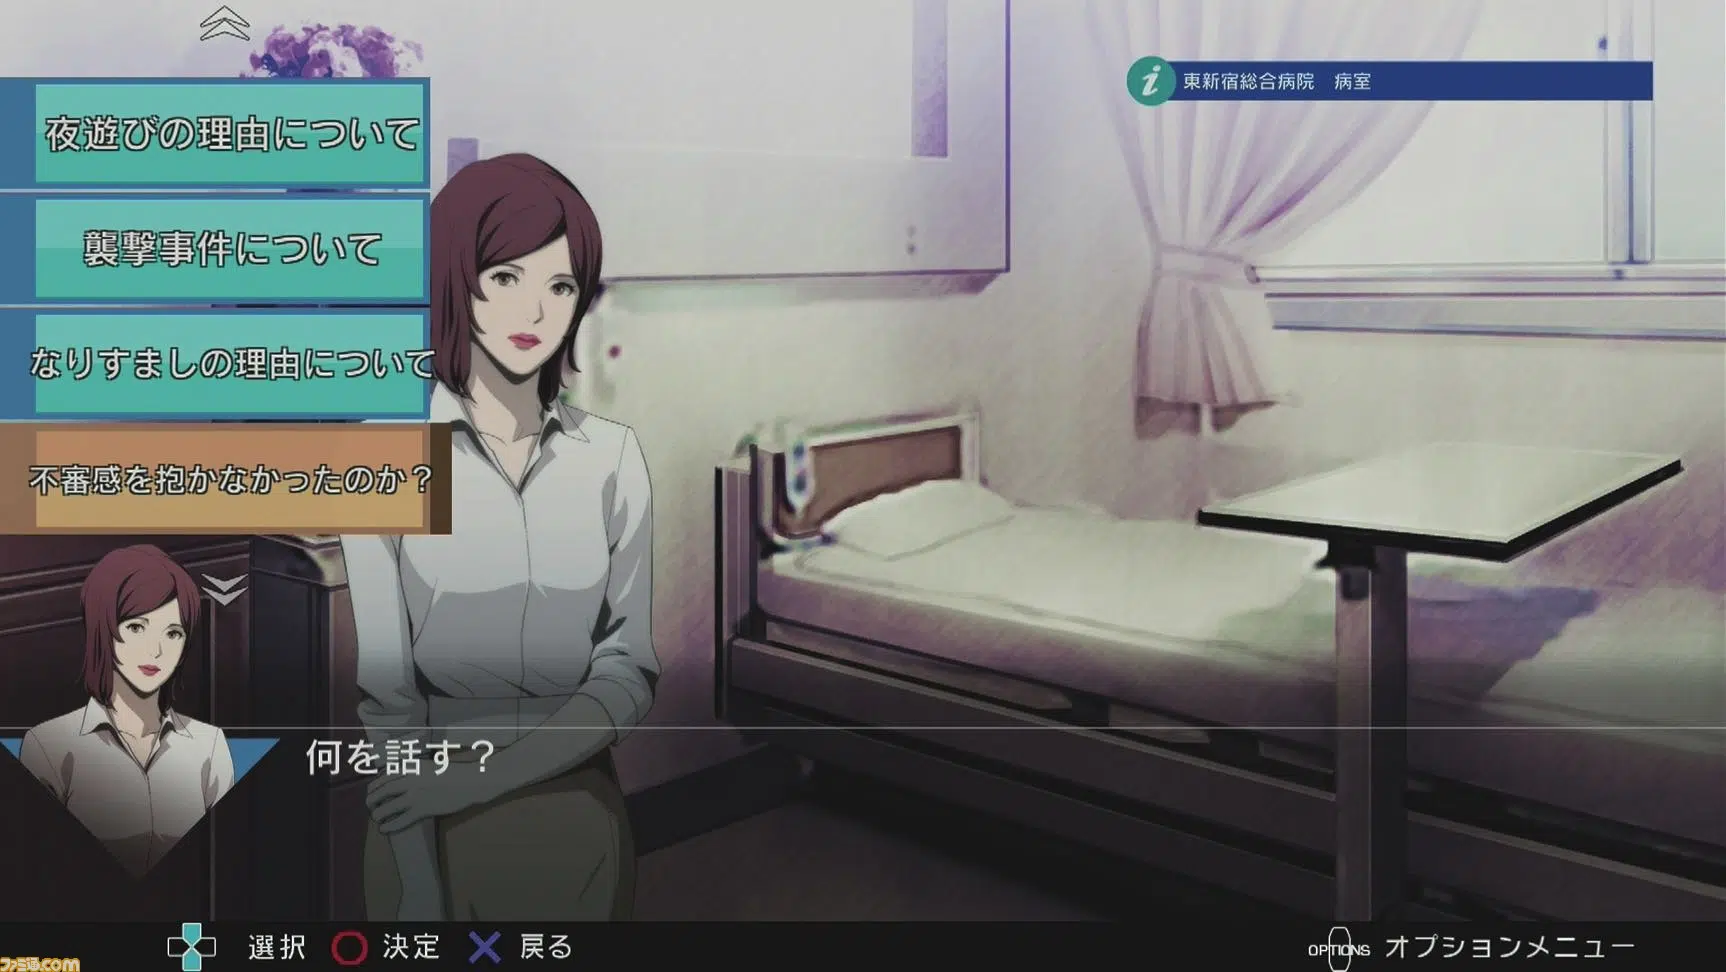 東新宿総合病院　病室
夜遊びの理由について
襲撃事件について
なりすましの理由について
不審感を抱かなかったのか？
何を話す？
選択 決定 戻る
OPTIONS オプションメニュー
ファミ通.com